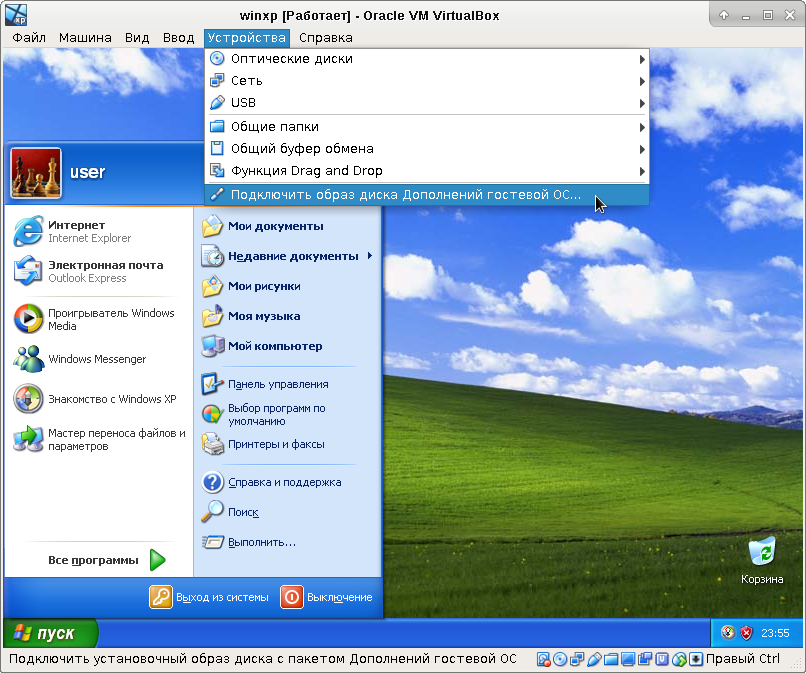 winxp [Работает] - Oracle VM VirtualBox
Файл Машина Вид Ввод Устройства Справка
Оптические диски
Сеть
USB
Общие папки
Общий буфер обмена
Функция Drag and Drop
Подключить образ диска Дополнений гостевой ОС...
user
Интернет
Internet Explorer
Электронная почта
Outlook Express
Проигрыватель Windows
Media
Windows Messenger
Знакомство с Windows XP
Мастер переноса файлов и
параметров
Все программы
Мои документы
Недавние документы
Мои рисунки
Моя музыка
Мой компьютер
Панель управления
Выбор программ по
умолчанию
Принтеры и факсы
Справка и поддержка
Поиск
Выполнить...
Выход из системы
Выключение
Корзина
пуск
23:55
Подключить установочный образ диска с пакетом Дополнений гостевой ОС
Правый Ctrl